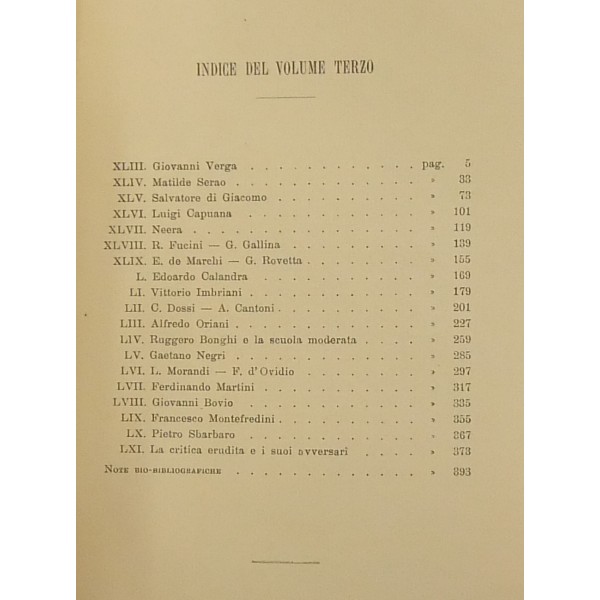 INDICE DEL VOLUME TERZO
XLIII. Giovanni Verga . . . . . . . . . . . . pag. 5
XLIV. Matilde Serao . . . . . . . . . . . . . » 33
XLV. Salvatore di Giacomo . . . . . . . . . . » 73
XLVI. Luigi Capuana . . . . . . . . . . . . » 101
XLVII. Neera . . . . . . . . . . . . . . . » 119
XLVIII. R. Fucini — G. Gallina . . . . . . . . . » 139
XLIX. E. de Marchi — G. Rovetta . . . . . . . . » 155
L. Edoardo Calandra . . . . . . . . . . . . » 169
LI. Vittorio Imbriani . . . . . . . . . . . . » 179
LII. C. Dossi — A. Cantoni . . . . . . . . . . » 201
LIII. Alfredo Oriani . . . . . . . . . . . . . » 227
LIV. Ruggero Bonghi e la scuola moderata . . . . . » 259
LV. Gaetano Negri . . . . . . . . . . . . . » 285
LVI. L. Morandi — F. d'Ovidio . . . . . . . . . » 297
LVII. Ferdinando Martini . . . . . . . . . . . » 317
LVIII. Giovanni Bovio . . . . . . . . . . . . » 335
LIX. Francesco Montefredini . . . . . . . . . . » 355
LX. Pietro Sbarbaro . . . . . . . . . . . . » 367
LXI. La critica erudita e i suoi avversari . . . . » 373
NOTE BIO-BIBLIOGRAFICHE . . . . . . . . . . . . » 393